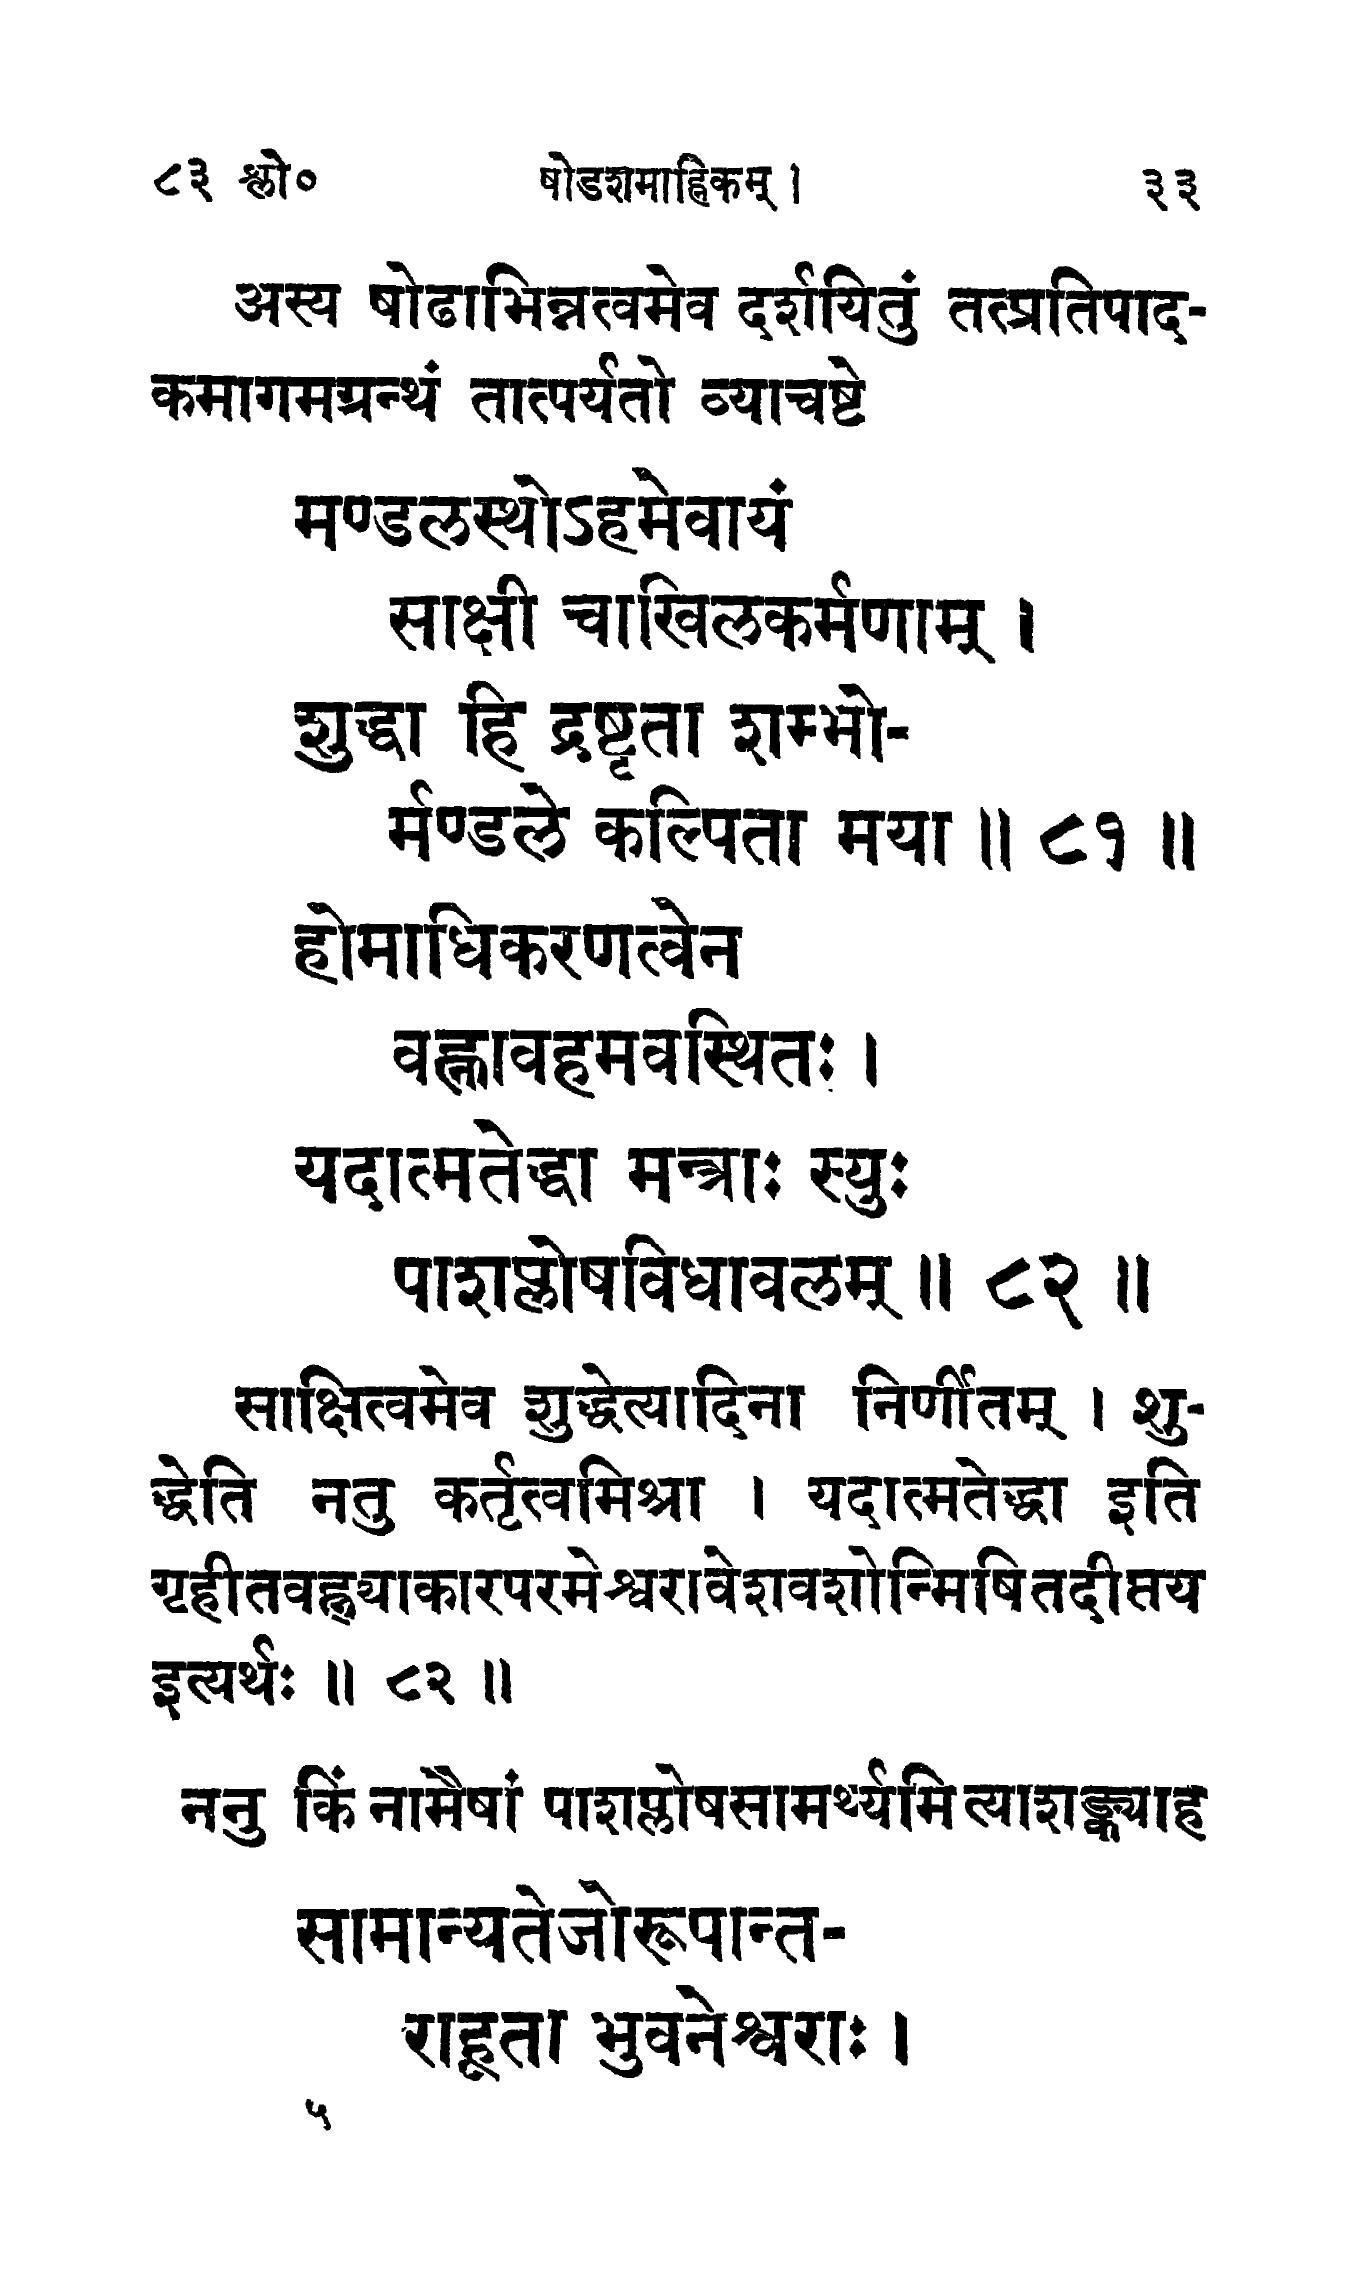 ८३ श्लो० षोडशमाह्निकम् । ३३
अस्य षोढाभिन्नत्वमेव दर्शयितुं तत्प्रतिपाद-
कमागमग्रन्थं तात्पर्यतो व्याचष्टे
मण्डलस्थोऽहमेवायं
साक्षी चाखिलकर्मणाम् ।
शुद्धा हि द्रष्टृता शम्भो-
र्मण्डले कल्पिता मया ॥ ८१ ॥
होमाधिकरणत्वेन
वह्नावहमवस्थितः ।
यदात्मतेद्धा मन्त्राः स्युः
पाशप्लोषविधावलम् ॥ ८२ ॥
साक्षित्वमेव शुद्धेत्यादिना निर्णीतम् । शु-
द्धेति नतु कर्तृत्वमिश्रा । यदात्मतेद्धा इति
गृहीतवह्न्याकारपरमेश्वरावेशवशोन्मिषितदीप्तय
इत्यर्थः ॥ ८२ ॥
ननु किं नामैषां पाशप्लोषसामर्थ्यमित्याशङ्क्याह
सामान्यतेजोरूपान्त-
राहूता भुवनेश्वराः ।
५